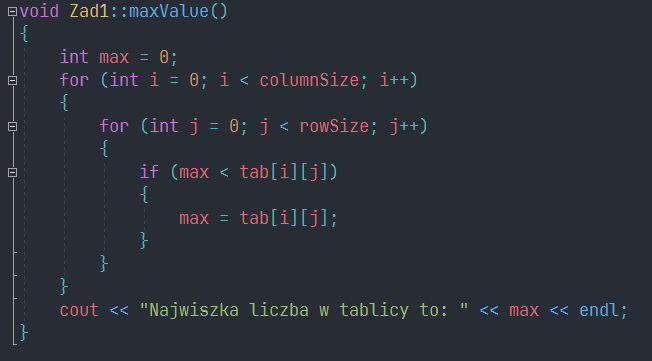 void Zad1::maxValue()
{
    int max = 0;
    for (int i = 0; i < columnSize; i++)
    {
        for (int j = 0; j < rowSize; j++)
        {
            if (max < tab[i][j])
            {
                max = tab[i][j];
            }
        }
    }
    cout << "Najwiszka liczba w tablicy to: " << max << endl;
}